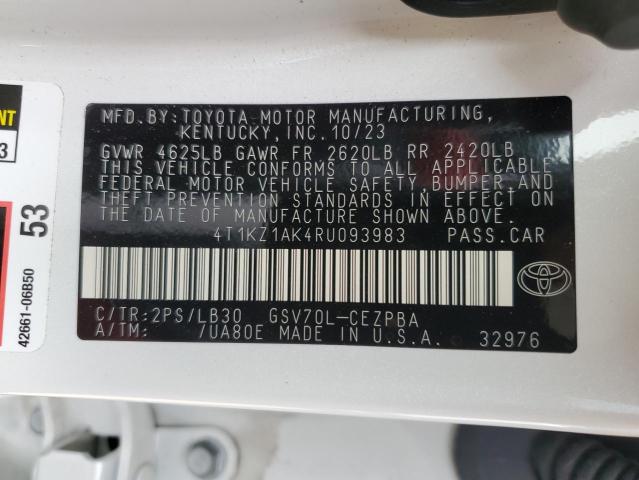 MFD. BY: TOYOTA MOTOR MANUFACTURING,
KENTUCKY, INC. 10/23
GVWR 4625LB GAWR FR 2620LB RR 2420LB
THIS VEHICLE CONFORMS TO ALL APPLICABLE
FEDERAL MOTOR VEHICLE SAFETY, BUMPER, AND
THEFT PREVENTION STANDARDS IN EFFECT ON
THE DATE OF MANUFACTURE SHOWN ABOVE.
4T1KZ1AK4RU093983 PASS.CAR
C/TR: 2PS/LB30 GSV70L-CEZPBA
A/TM: /UA80E MADE IN U.S.A. 32976
53
42661-06B50
3